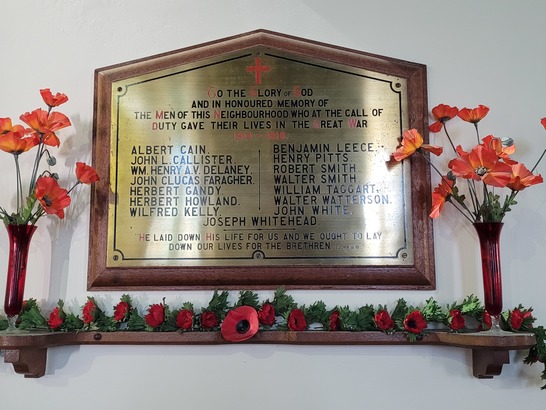 TO THE GLORY OF GOD
AND IN HONOURED MEMORY OF
THE MEN OF THIS NEIGHBOURHOOD WHO AT THE CALL OF
DUTY GAVE THEIR LIVES IN THE GREAT WAR
ALBERT CAIN.
JOHN L. CALLISTER.
WM. HENRY A.V. DELANEY.
JOHN CLUCAS FARAGHER.
HERBERT GANDY.
HERBERT HOWLAND.
WILFRED KELLY.
BENJAMIN LEECE.
HENRY PITTS.
ROBERT SMITH.
WALTER SMITH.
WILLIAM TAGGART.
WALTER WATTERSON.
JOHN WHITE.
JOSEPH WHITEHEAD
HE LAID DOWN HIS LIFE FOR US AND WE OUGHT TO LAY
DOWN OUR LIVES FOR THE BRETHREN